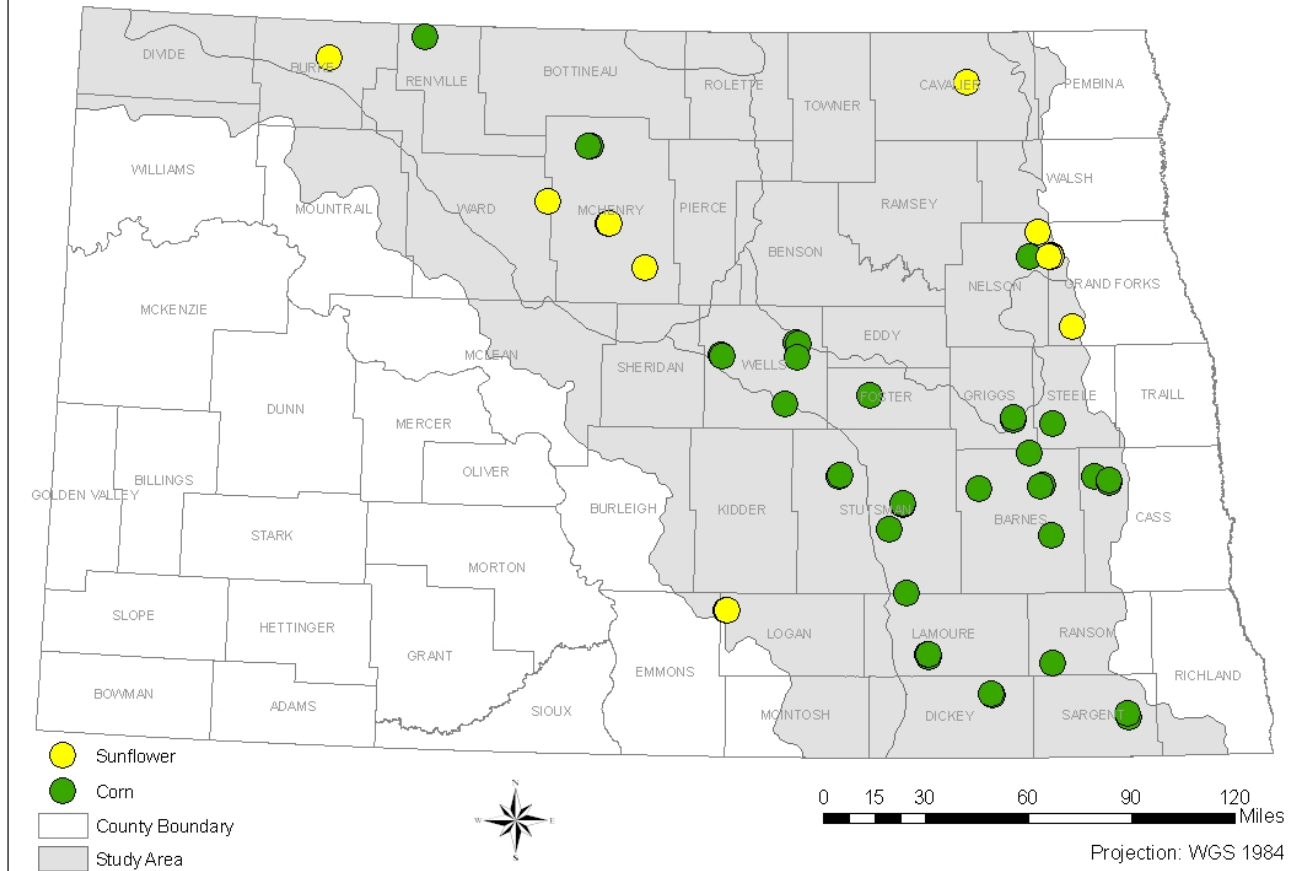 DIVIDE
BURKE
RENVILLE
BOTTINEAU
ROLETTE
TOWNER
CAVALIER
PEMBINA
WILLIAMS
MOUNTRAIL
WARD
MCHENRY
PIERCE
RAMSEY
WALSH
BENSON
NELSON
GRAND FORKS
MCKENZIE
MCLEAN
SHERIDAN
WELLS
EDDY
FOSTER
GRIGGS
STEELE
TRAILL
DUNN
MERCER
OLIVER
GOLDEN VALLEY
BILLINGS
BURLEIGH
KIDDER
STUTSMAN
BARNES
CASS
STARK
MORTON
SLOPE
HETTINGER
GRANT
EMMONS
LOGAN
LAMOURE
RANSOM
RICHLAND
BOWMAN
ADAMS
SIOUX
MCINTOSH
DICKEY
SARGENT
Sunflower
Corn
County Boundary
Study Area
N
W E
S
0 15 30 60 90 120
Miles
Projection: WGS 1984